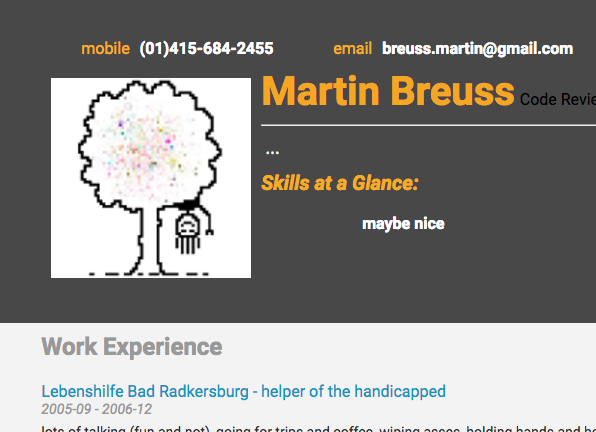 mobile (01)415-684-2455 email breuss.martin@gmail.com
Martin Breuss Code Revie
...
Skills at a Glance:
maybe nice
Work Experience
Lebenshilfe Bad Radkersburg - helper of the handicapped
2005-09 - 2006-12
lots of talking (fun and not), going for trips and coffee, wiping asses, holding hands and